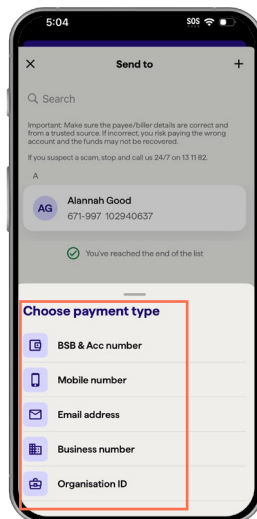 5:04 SOS
Send to
Search
Important: Make sure the payee/biller details are correct and
from a trusted source. If incorrect, you risk paying the wrong
account and the funds may not be recovered.
If you suspect a scam, stop and call us 24/7 on 13 11 82.
A
AG Alannah Good
671-997 102940637
You've reached the end of the list
Choose payment type
BSB & Acc number
Mobile number
Email address
Business number
Organisation ID